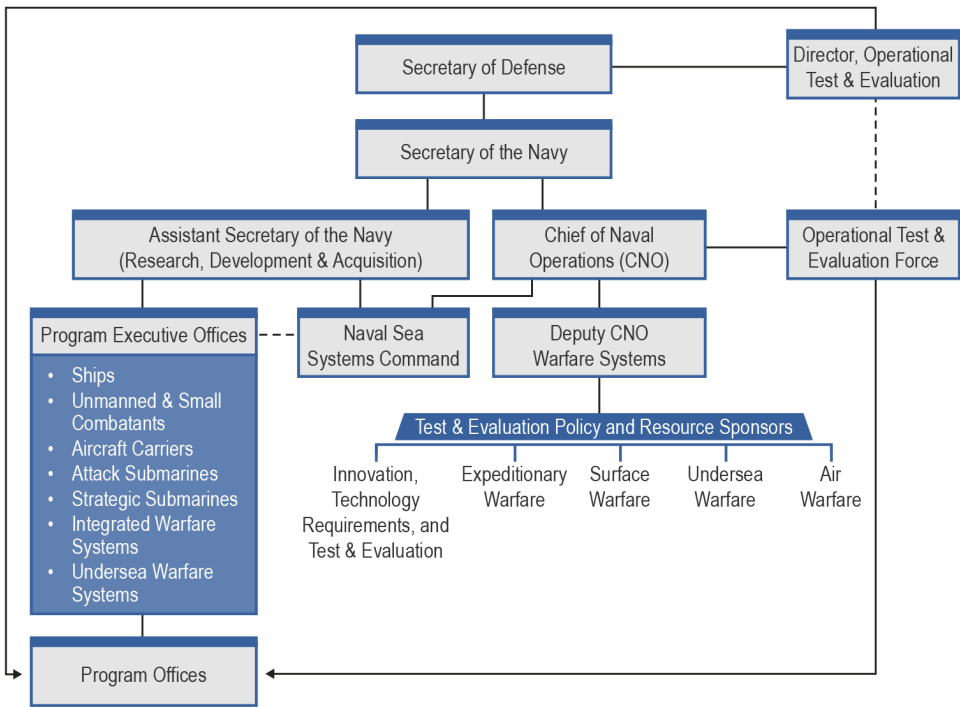 Secretary of Defense
Director, Operational
Test & Evaluation
Secretary of the Navy
Assistant Secretary of the Navy
(Research, Development & Acquisition)
Chief of Naval
Operations (CNO)
Operational Test &
Evaluation Force
Program Executive Offices
• Ships
• Unmanned & Small
Combatants
• Aircraft Carriers
• Attack Submarines
• Strategic Submarines
• Integrated Warfare
Systems
• Undersea Warfare
Systems
Naval Sea
Systems Command
Deputy CNO
Warfare Systems
Test & Evaluation Policy and Resource Sponsors
Innovation,
Technology
Requirements, and
Test & Evaluation
Expeditionary
Warfare
Surface
Warfare
Undersea
Warfare
Air
Warfare
Program Offices